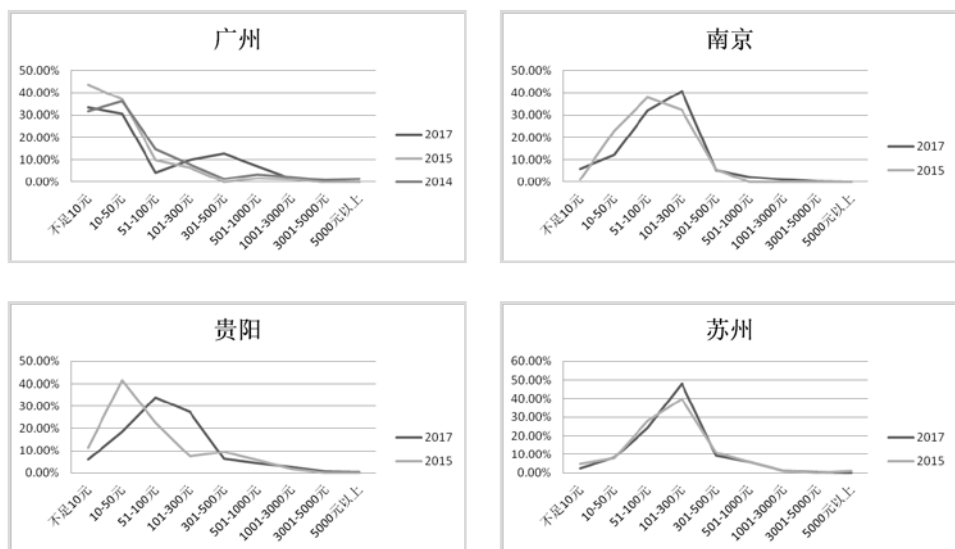 广州
50.00%
40.00%
30.00%
20.00%
10.00%
0.00%
不足10元
10-50元
51-100元
101-300元
301-500元
501-1000元
1001-3000元
3001-5000元
5000元以上
2017
2015
2014
南京
50.00%
40.00%
30.00%
20.00%
10.00%
0.00%
不足10元
10-50元
51-100元
101-300元
301-500元
501-1000元
1001-3000元
3001-5000元
5000元以上
2017
2015
贵阳
50.00%
40.00%
30.00%
20.00%
10.00%
0.00%
不足10元
10-50元
51-100元
101-300元
301-500元
501-1000元
1001-3000元
3001-5000元
5000元以上
2017
2015
苏州
60.00%
50.00%
40.00%
30.00%
20.00%
10.00%
0.00%
不足10元
10-50元
51-100元
101-300元
301-500元
501-1000元
1001-3000元
3001-5000元
5000元以上
2017
2015